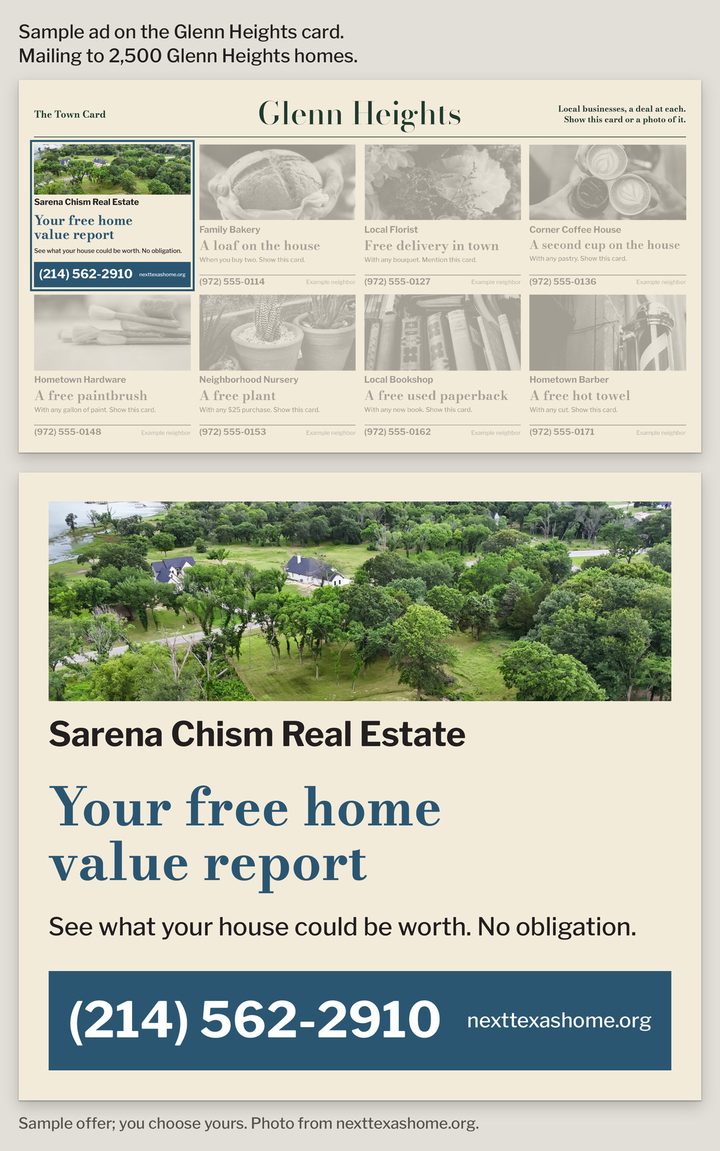 Sample ad on the Glenn Heights card.
Mailing to 2,500 Glenn Heights homes.
The Town Card
Glenn Heights
Local businesses, a deal at each.
Show this card or a photo of it.
Sarena Chism Real Estate
Your free home
value report
See what your house could be worth. No obligation.
(214) 562-2910 nexttexashome.org
Family Bakery
A loaf on the house
When you buy two. Show this card.
(972) 555-0114 Example neighbor
Local Florist
Free delivery in town
With any bouquet. Mention this card.
(972) 555-0127 Example neighbor
Corner Coffee House
A second cup on the house
With any pastry. Show this card.
(972) 555-0136 Example neighbor
Hometown Hardware
A free paintbrush
With any gallon of paint. Show this card.
(972) 555-0148 Example neighbor
Neighborhood Nursery
A free plant
With any $25 purchase. Show this card.
(972) 555-0153 Example neighbor
Local Bookshop
A free used paperback
With any new book. Show this card.
(972) 555-0162 Example neighbor
Hometown Barber
A free hot towel
With any cut. Show this card.
(972) 555-0171 Example neighbor
Sarena Chism Real Estate
Your free home
value report
See what your house could be worth. No obligation.
(214) 562-2910 nexttexashome.org
Sample offer; you choose yours. Photo from nexttexashome.org.